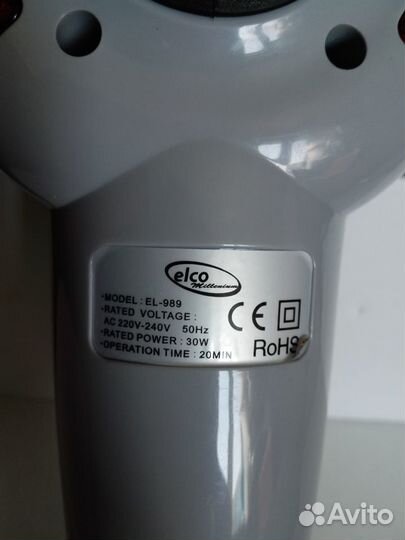 elco
Millenium
·MODEL : EL-989
·RATED VOLTAGE :
AC 220V-240V 50Hz
·RATED POWER : 30W
·OPERATION TIME : 20MIN
CE
RoHS
Avito